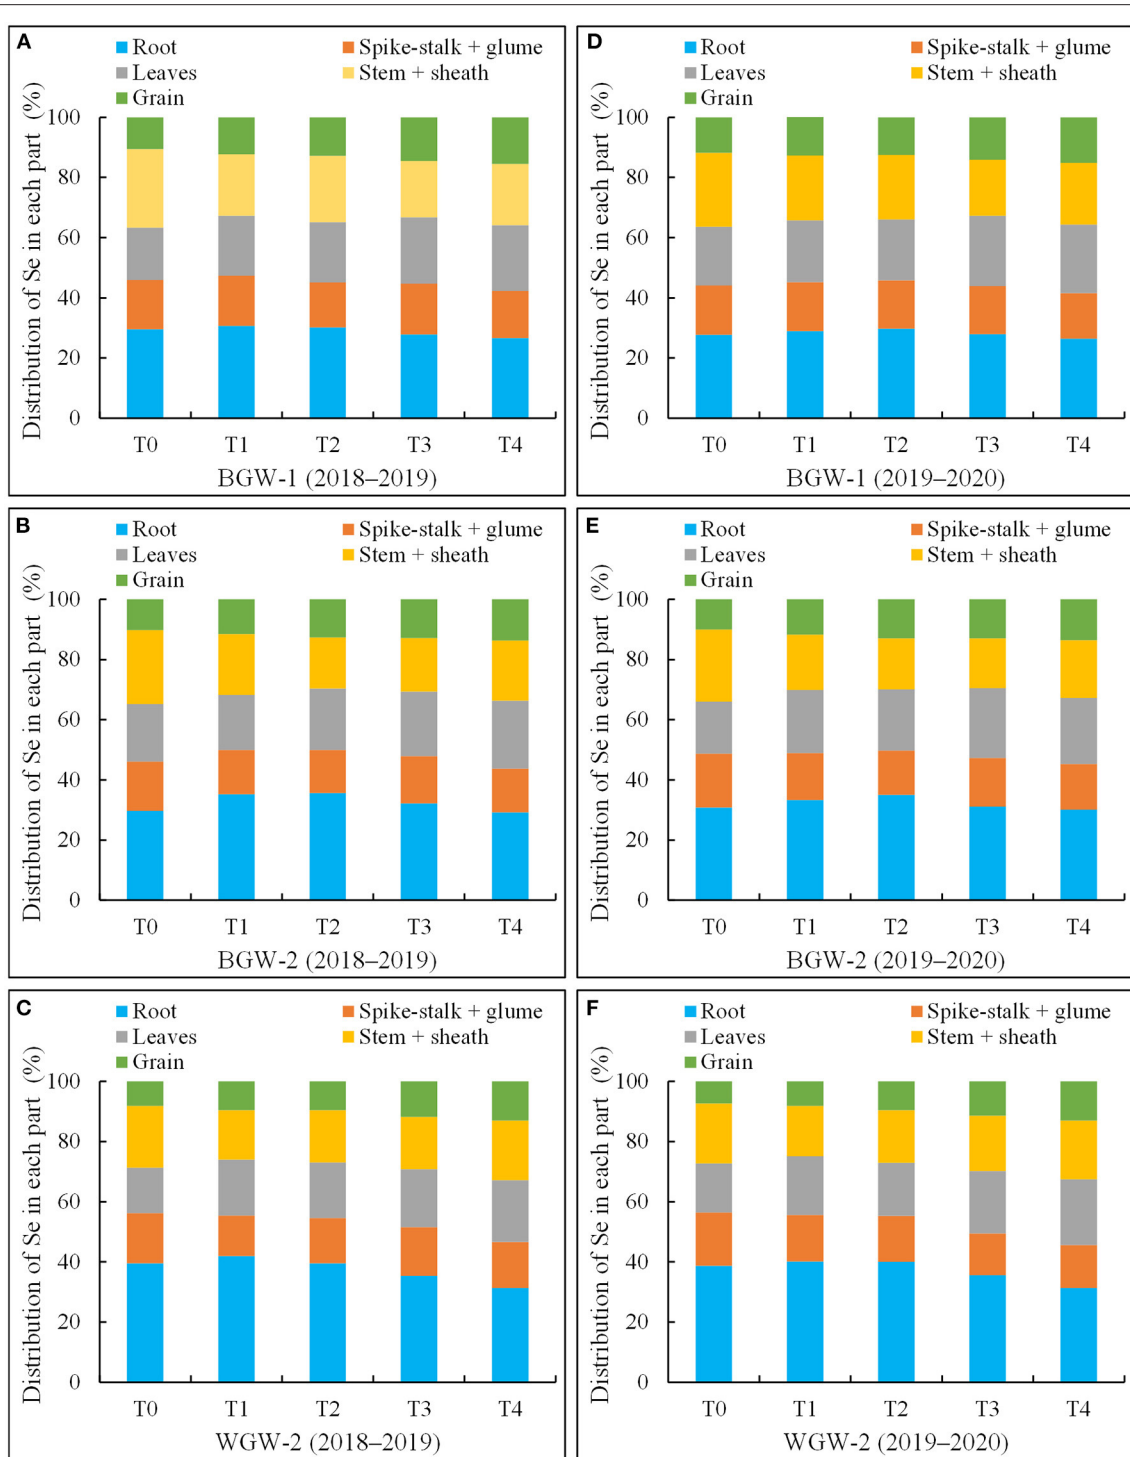 A
Root
Spike-stalk + glume
Leaves
Stem + sheath
Grain
Distribution of Se in each part (%)
100
80
60
40
20
0
T0 T1 T2 T3 T4
BGW-1 (2018–2019)
D
Root
Spike-stalk + glume
Leaves
Stem + sheath
Grain
Distribution of Se in each part (%)
100
80
60
40
20
0
T0 T1 T2 T3 T4
BGW-1 (2019–2020)
B
Root
Spike-stalk + glume
Leaves
Stem + sheath
Grain
Distribution of Se in each part (%)
100
80
60
40
20
0
T0 T1 T2 T3 T4
BGW-2 (2018–2019)
E
Root
Spike-stalk + glume
Leaves
Stem + sheath
Grain
Distribution of Se in each part (%)
100
80
60
40
20
0
T0 T1 T2 T3 T4
BGW-2 (2019–2020)
C
Root
Spike-stalk + glume
Leaves
Stem + sheath
Grain
Distribution of Se in each part (%)
100
80
60
40
20
0
T0 T1 T2 T3 T4
WGW-2 (2018–2019)
F
Root
Spike-stalk + glume
Leaves
Stem + sheath
Grain
Distribution of Se in each part (%)
100
80
60
40
20
0
T0 T1 T2 T3 T4
WGW-2 (2019–2020)